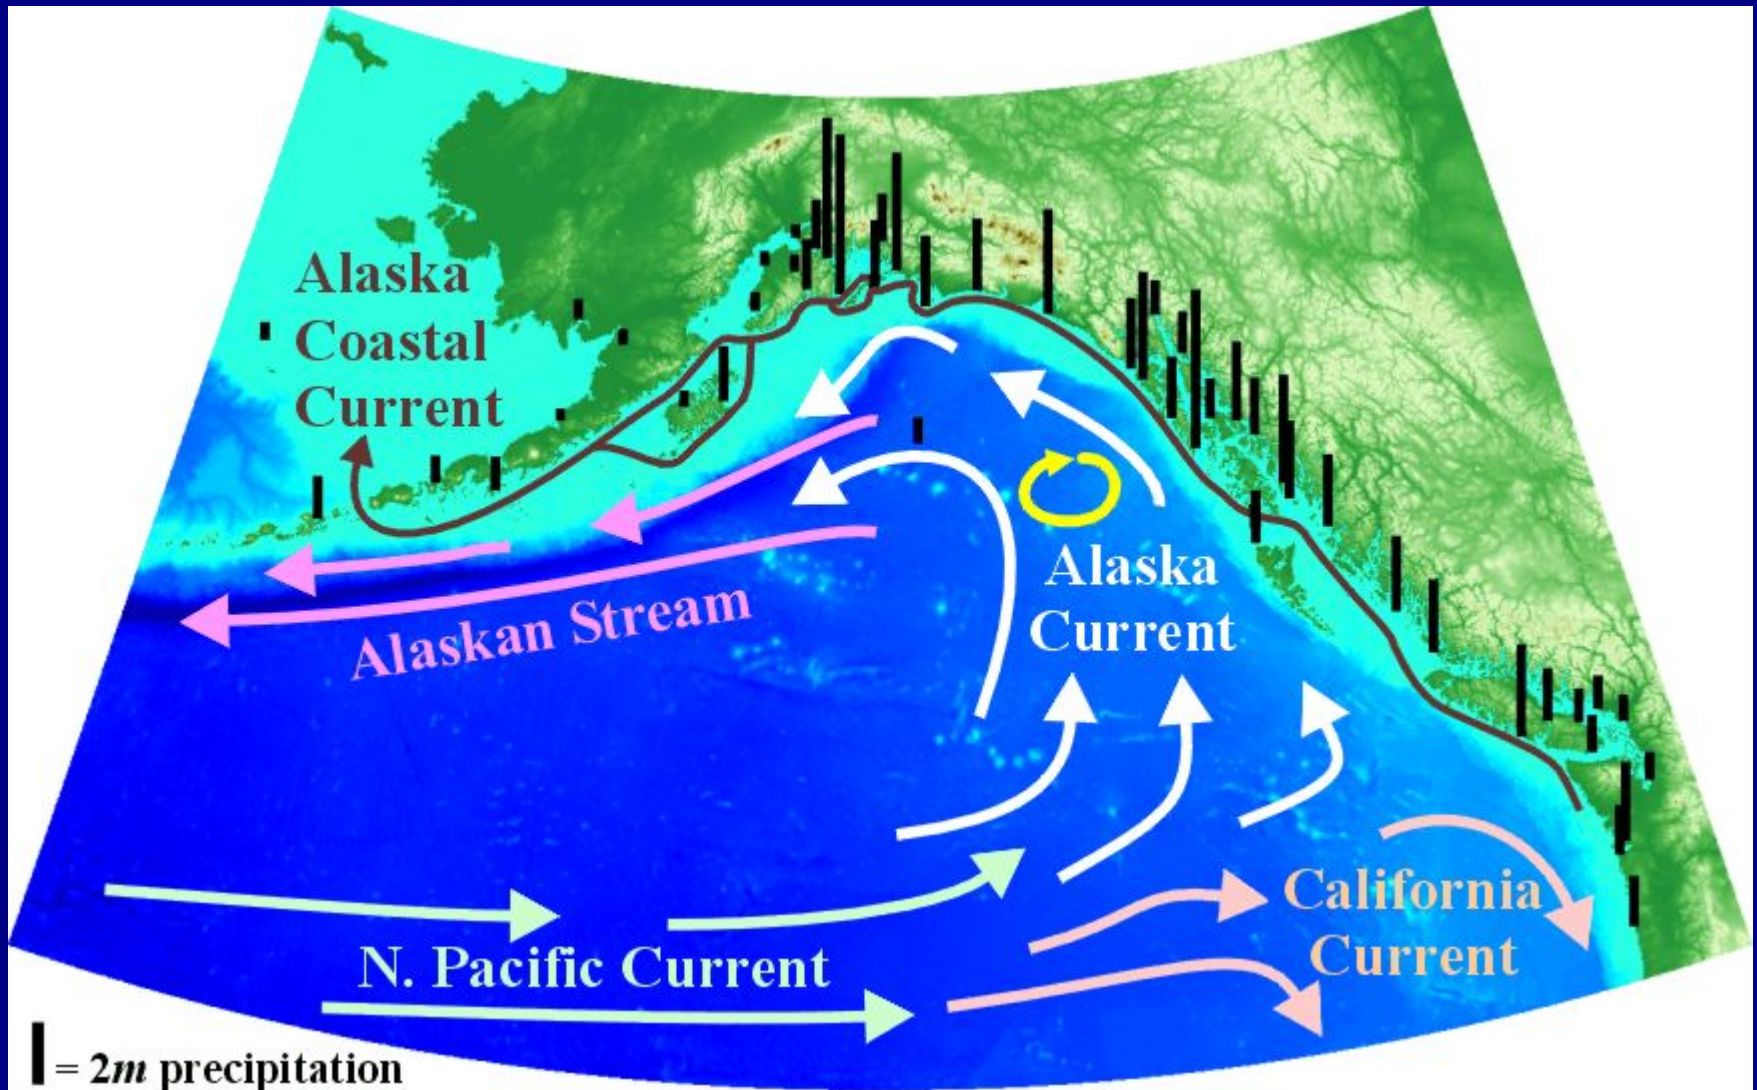 Alaska
Coastal
Current
Alaska
Current
Alaskan Stream
California
Current
N. Pacific Current
= 2m precipitation